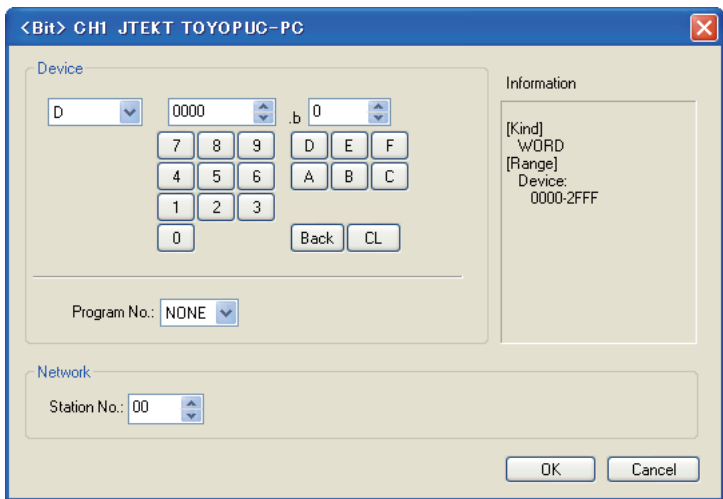 <Bit> CH1 JTEKT TOYOPUC-PC
Device
D 0000 .b 0
7 8 9 D E F
4 5 6 A B C
1 2 3
0 Back CL
Program No.: NONE
Information
[Kind]
WORD
[Range]
Device:
0000-2FFF
Network
Station No.: 00
OK Cancel